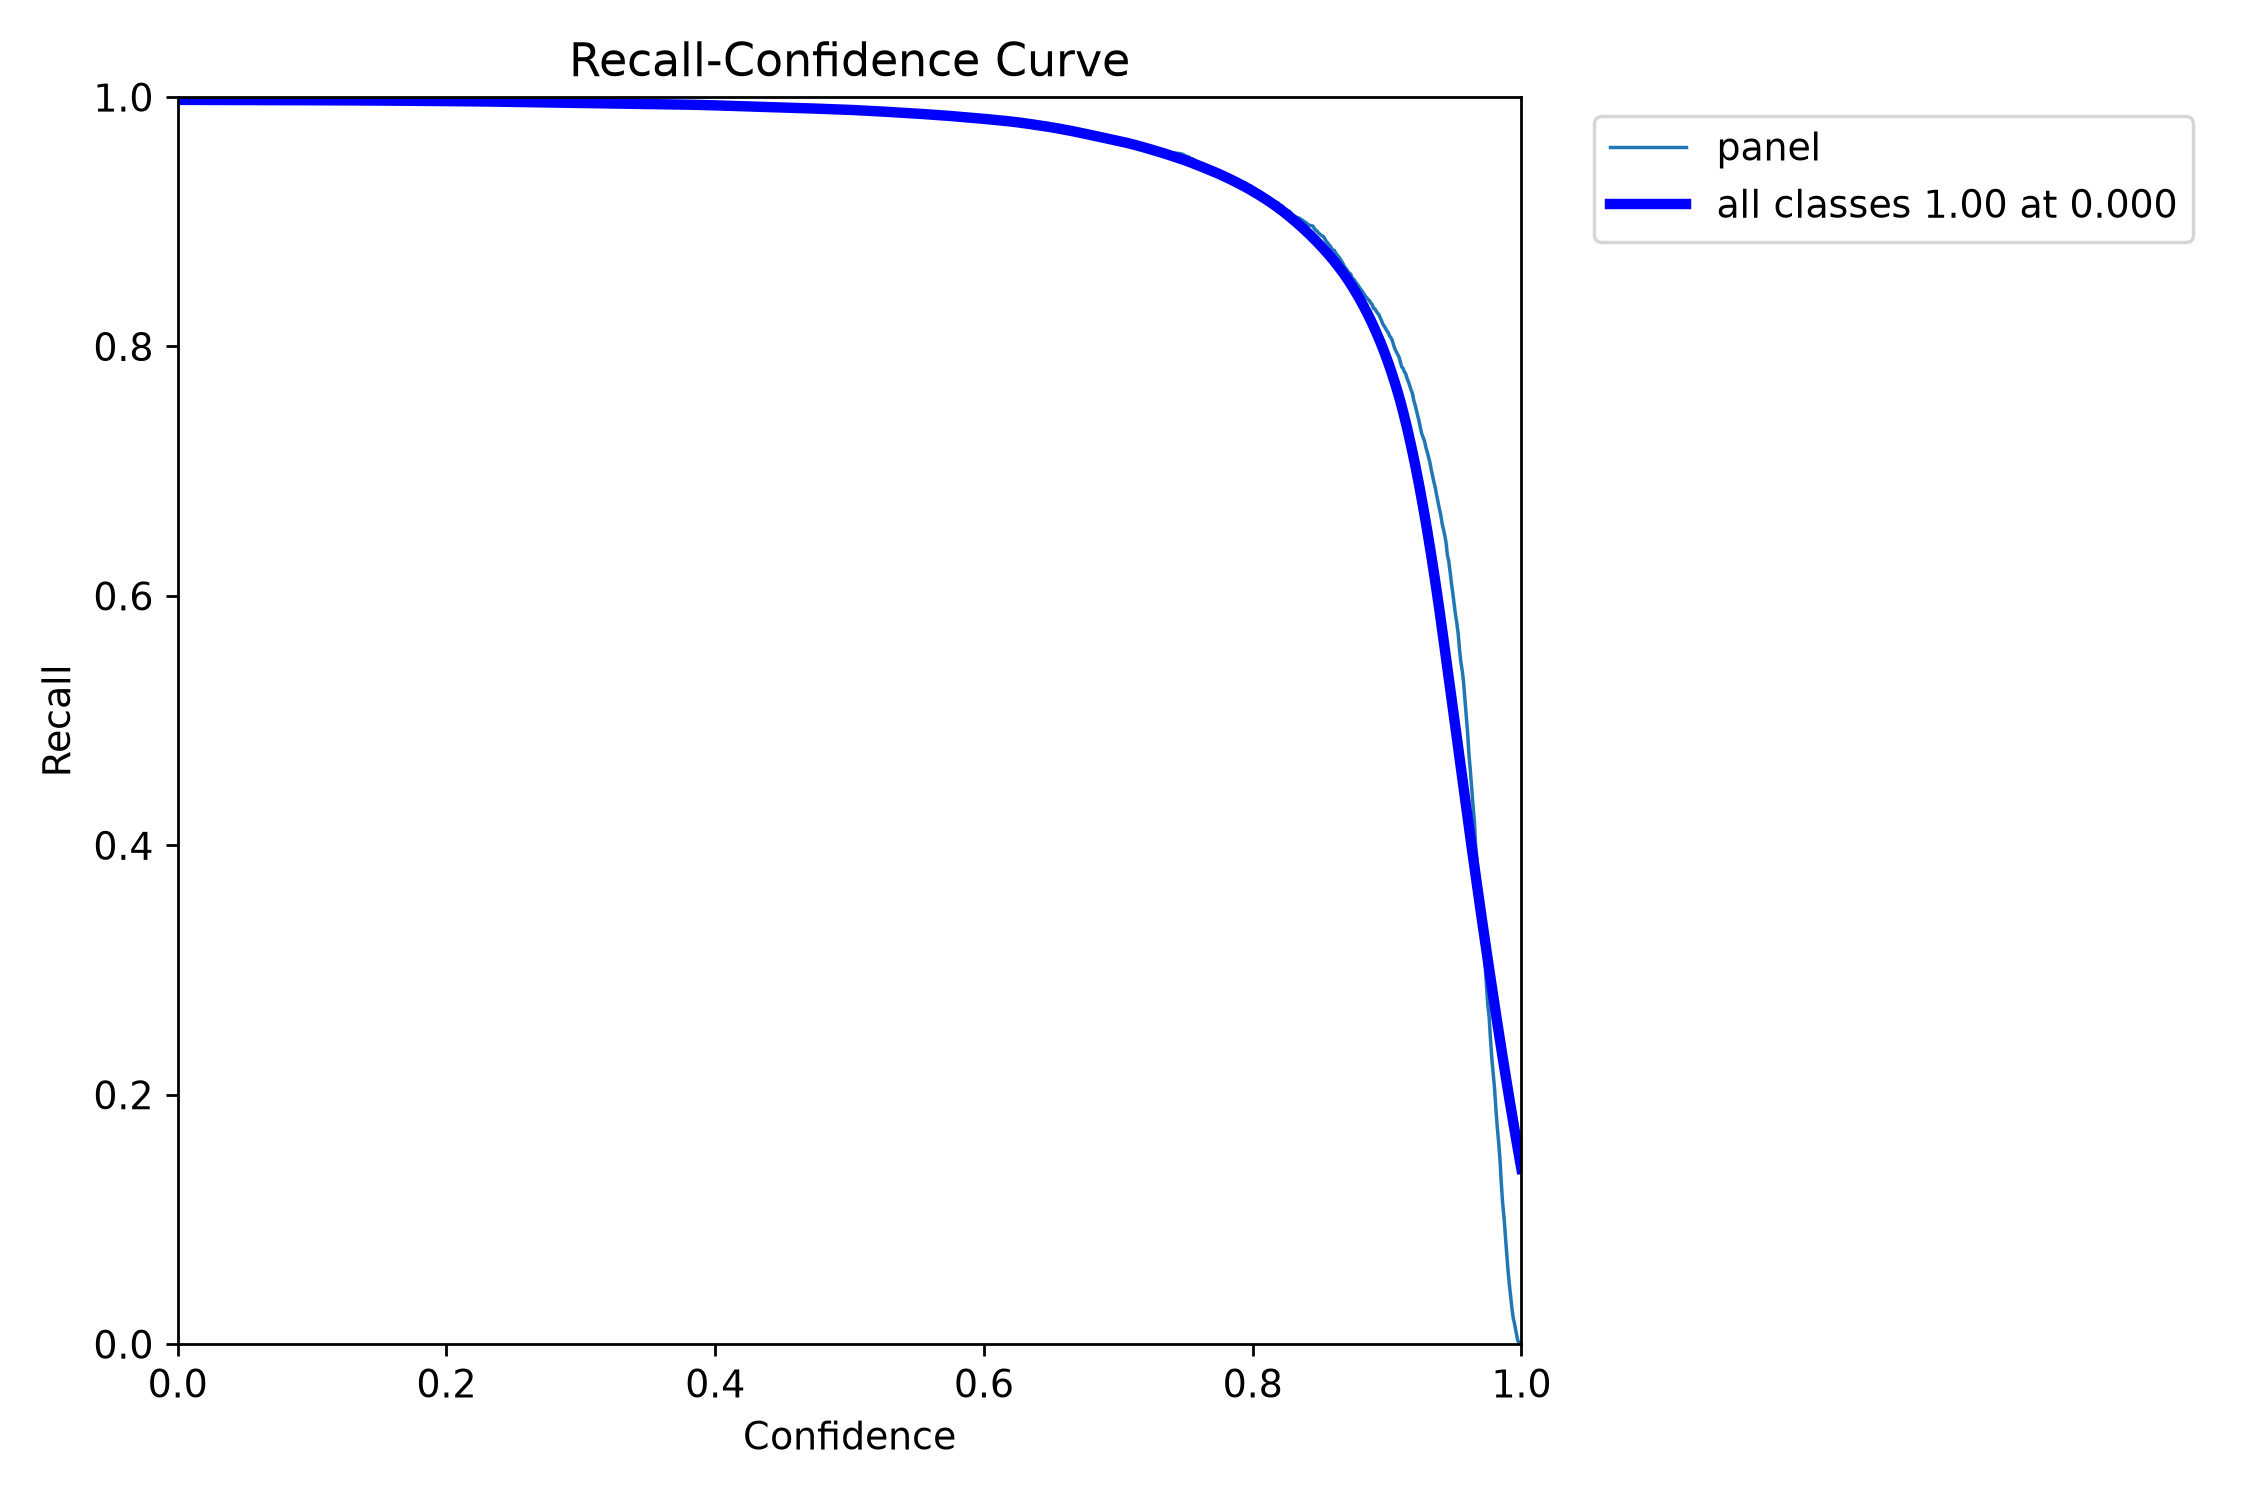 Recall-Confidence Curve
1.0
0.8
0.6
0.4
0.2
0.0
Recall
0.0 0.2 0.4 0.6 0.8 1.0
Confidence
panel
all classes 1.00 at 0.000